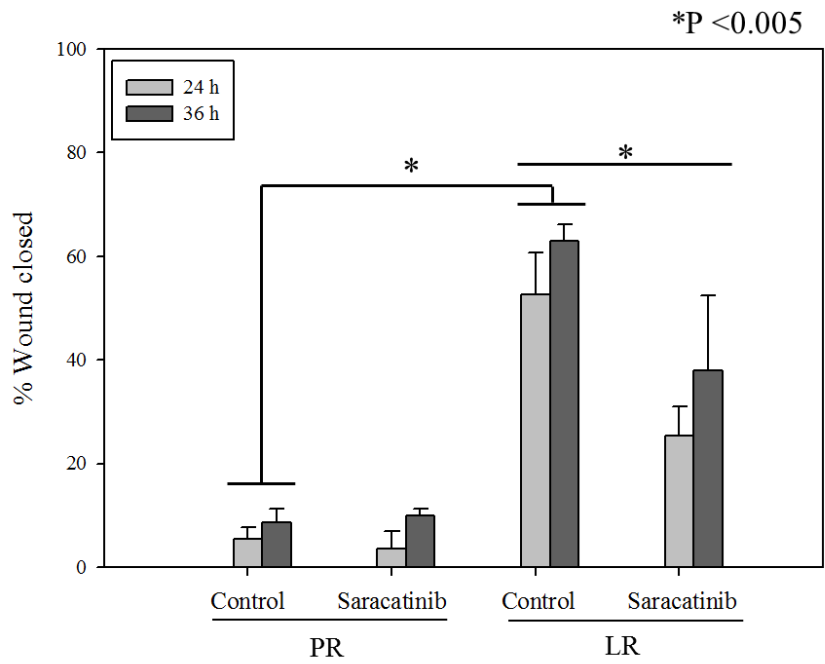 *P <0.005
100
24 h
36 h
80
*
*
60
% Wound closed
40
20
0
Control Saracatinib Control Saracatinib
PR LR